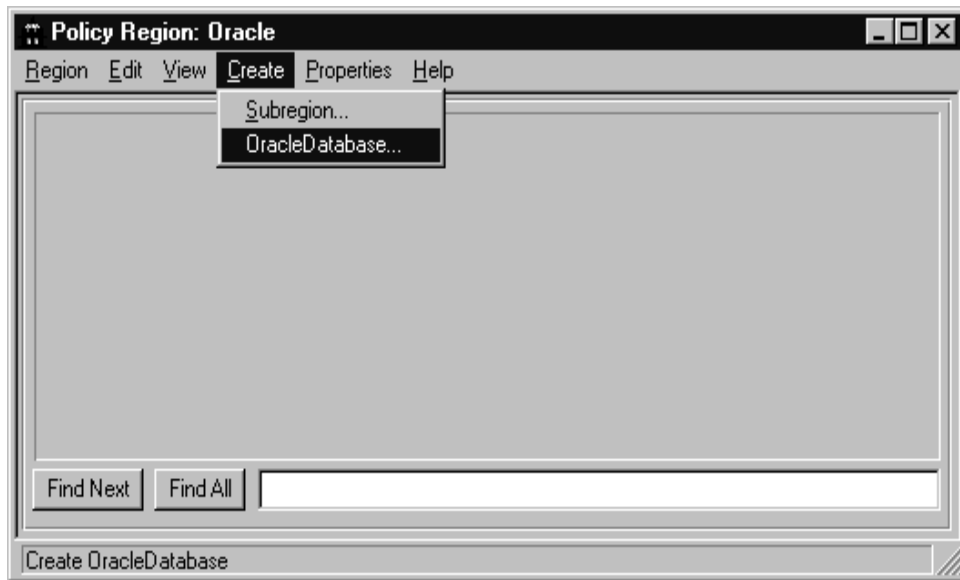 Policy Region: Oracle
Region Edit View Create Properties Help
Subregion...
OracleDatabase...
Find Next Find All
Create OracleDatabase